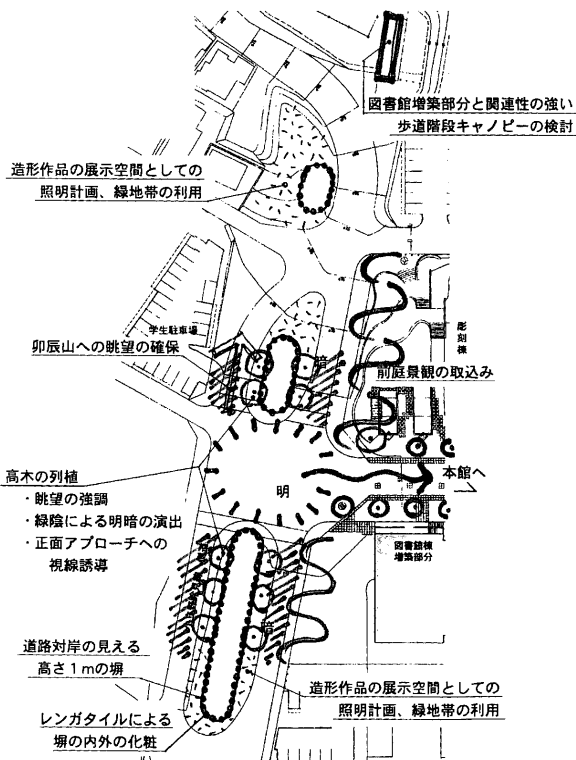 図書館増築部分と関連性の強い
歩道階段キャノピーの検討
造形作品の展示空間としての
照明計画、緑地帯の利用
学生駐車場
卯辰山への眺望の確保
暗
彫刻棟
前庭景観の取込み
本館へ
高木の列植
・眺望の強調
・緑陰による明暗の演出
・正面アプローチへの
視線誘導
明
図書館棟
増築部分
暗
道路対岸の見える
高さ1mの塀
レンガタイルによる
塀の内外の化粧
造形作品の展示空間としての
照明計画、緑地帯の利用